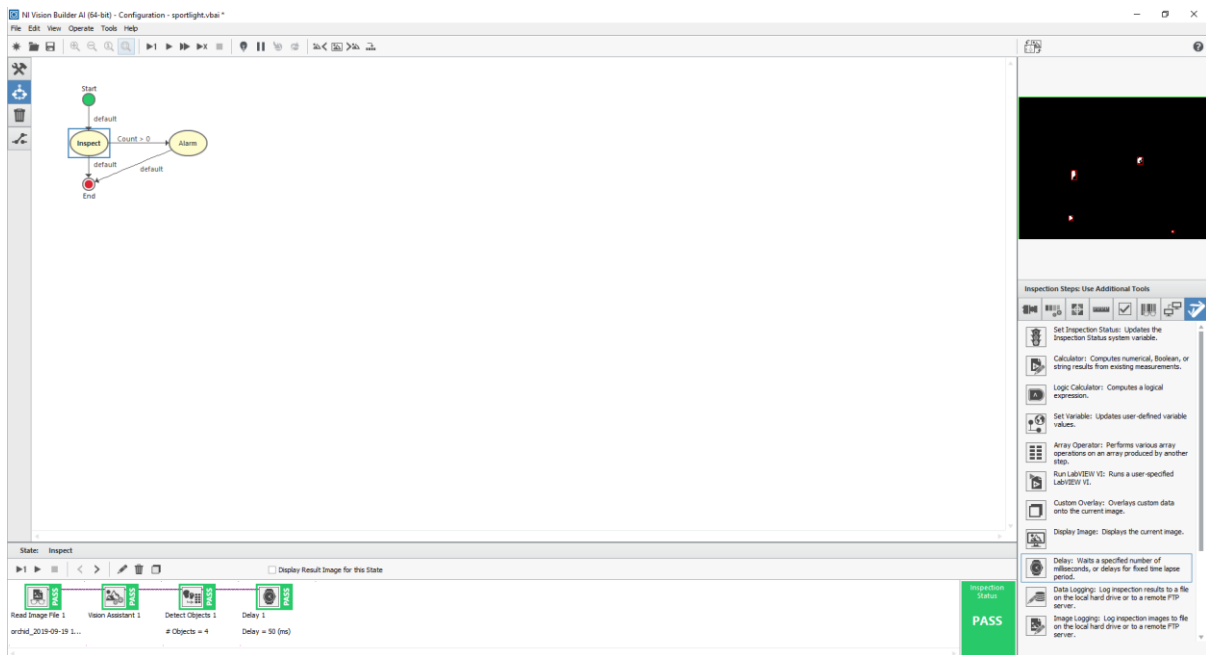 NI Vision Builder AI (64-bit) - Configuration - sportlight.vbai *
File Edit View Operate Tools Help
Start
default
Inspect
Count > 0
Alarm
default
default
End
Inspection Steps: Use Additional Tools
Set Inspection Status: Updates the
Inspection Status system variable.
Calculator: Computes numerical, Boolean, or
string results from existing measurements.
Logic Calculator: Computes a logical
expression.
Set Variable: Updates user-defined variable
values.
Array Operator: Performs various array
operations on an array produced by another
step.
Run LabVIEW VI: Runs a user-specified
LabVIEW VI.
Custom Overlay: Overlays custom data
onto the current image.
Display Image: Displays the current image.
Delay: Waits a specified number of
milliseconds, or delays for fixed time lapse
period.
Data Logging: Log inspection results to a file
on the local hard drive or to a remote FTP
server.
Image Logging: Log inspection images to file
on the local hard drive or to a remote FTP
server.
State: Inspect
Display Result Image for this State
PASS
PASS
PASS
PASS
Read Image File 1
Vision Assistant 1
Detect Objects 1
Delay 1
orchid_2019-09-19 1...
# Objects = 4
Delay = 50 (ms)
Inspection
Status
PASS